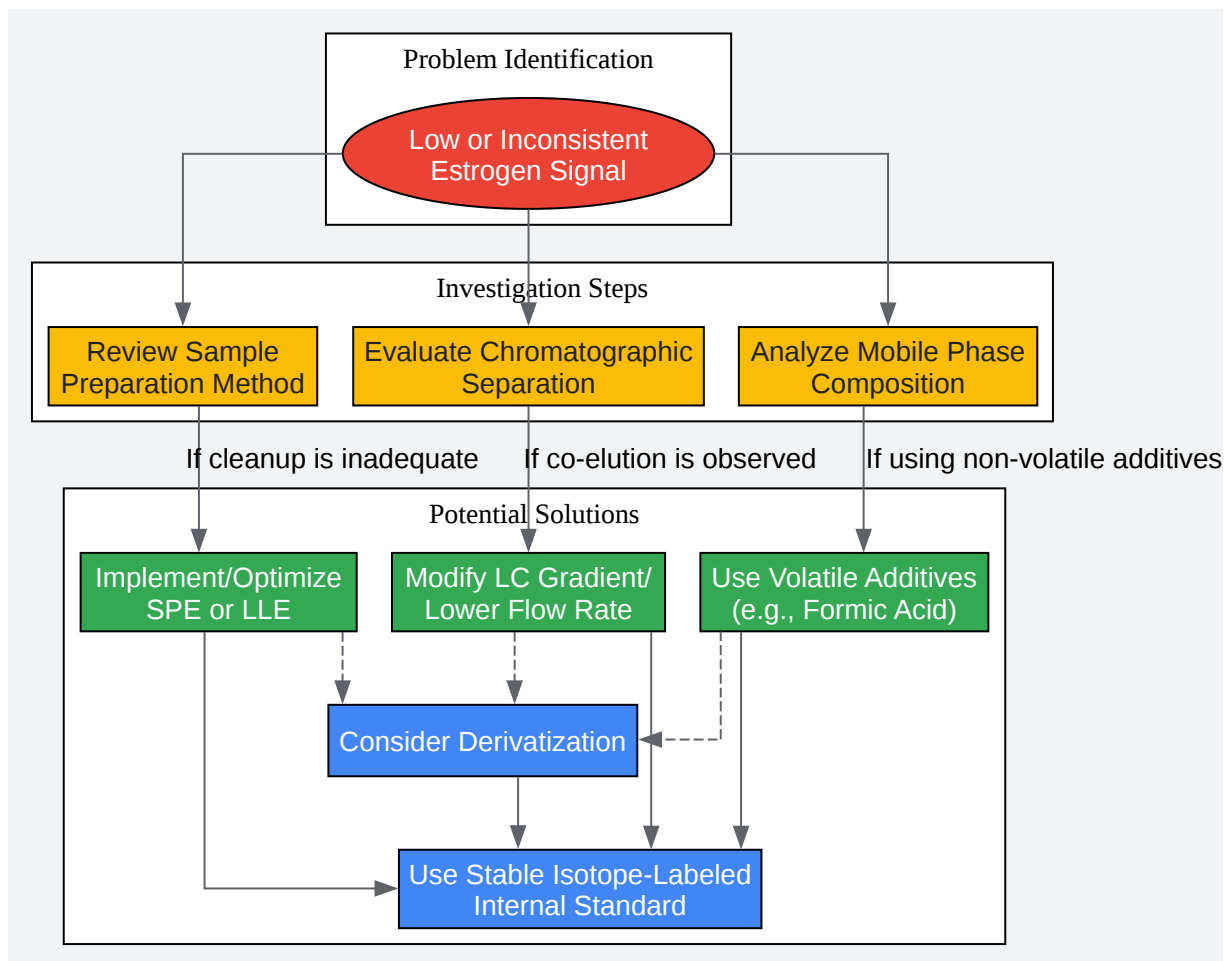 Problem Identification
Low or Inconsistent
Estrogen Signal
Investigation Steps
Review Sample
Preparation Method
Evaluate Chromatographic
Separation
Analyze Mobile Phase
Composition
If cleanup is inadequate
If co-elution is observed
If using non-volatile additives
Potential Solutions
Implement/Optimize
SPE or LLE
Modify LC Gradient/
Lower Flow Rate
Use Volatile Additives
(e.g., Formic Acid)
Consider Derivatization
Use Stable Isotope-Labeled
Internal Standard